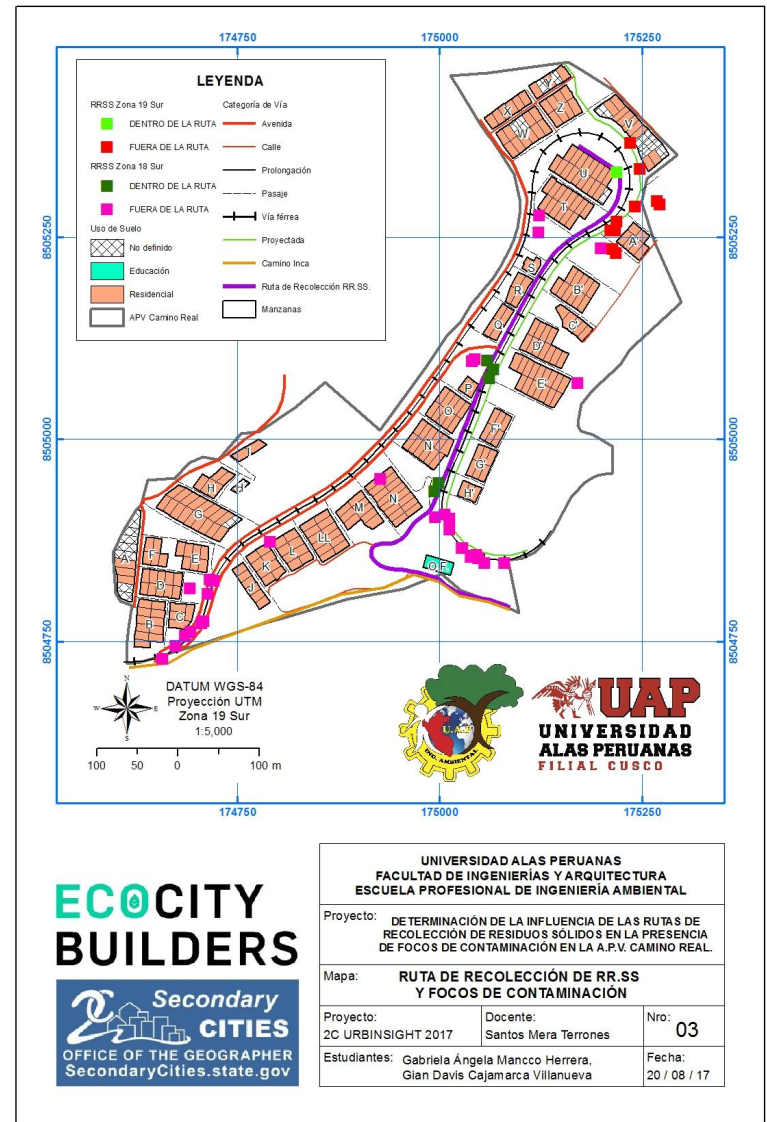 174750 175000 175250
LEYENDA
RRSS Zona 19 Sur
DENTRO DE LA RUTA
FUERA DE LA RUTA
RRSS Zona 18 Sur
DENTRO DE LA RUTA
FUERA DE LA RUTA
Uso de Suelo
No definido
Educación
Residencial
APV Camino Real
Categoría de Vía
Avenida
Calle
Prolongación
Pasaje
Vía férrea
Proyectada
Camino Inca
Ruta de Recolección RR.SS.
Manzanas
8505250
8505250
8505000
8505000
8504750
8504750
Y
X
Z
V
W
U
T
A'
S
B'
R
C'
Q
D'
E'
P
O
F'
N
I
G'
H
H'
G
N
M
LL
L
O.F.
F
E
K
A
D
J
B
C
N
W E
S
DATUM WGS-84
Proyección UTM
Zona 19 Sur
1:5,000
100 50 0 100 m
U.A.P.
ING. AMBIENTAL
UAP
UNIVERSIDAD
ALAS PERUANAS
FILIAL CUSCO
174750 175000 175250
ECOCITY
BUILDERS
2C Secondary
CITIES
OFFICE OF THE GEOGRAPHER
SecondaryCities.state.gov
UNIVERSIDAD ALAS PERUANAS
FACULTAD DE INGENIERÍAS Y ARQUITECTURA
ESCUELA PROFESIONAL DE INGENIERÍA AMBIENTAL
Proyecto: DETERMINACIÓN DE LA INFLUENCIA DE LAS RUTAS DE
RECOLECCIÓN DE RESIDUOS SÓLIDOS EN LA PRESENCIA
DE FOCOS DE CONTAMINACIÓN EN LA A.P.V. CAMINO REAL.
Mapa: RUTA DE RECOLECCIÓN DE RR.SS
Y FOCOS DE CONTAMINACIÓN
Proyecto:
2C URBINSIGHT 2017
Docente:
Santos Mera Terrones
Nro:
03
Estudiantes: Gabriela Ángela Mancco Herrera,
Gian Davis Cajamarca Villanueva
Fecha:
20 / 08 / 17